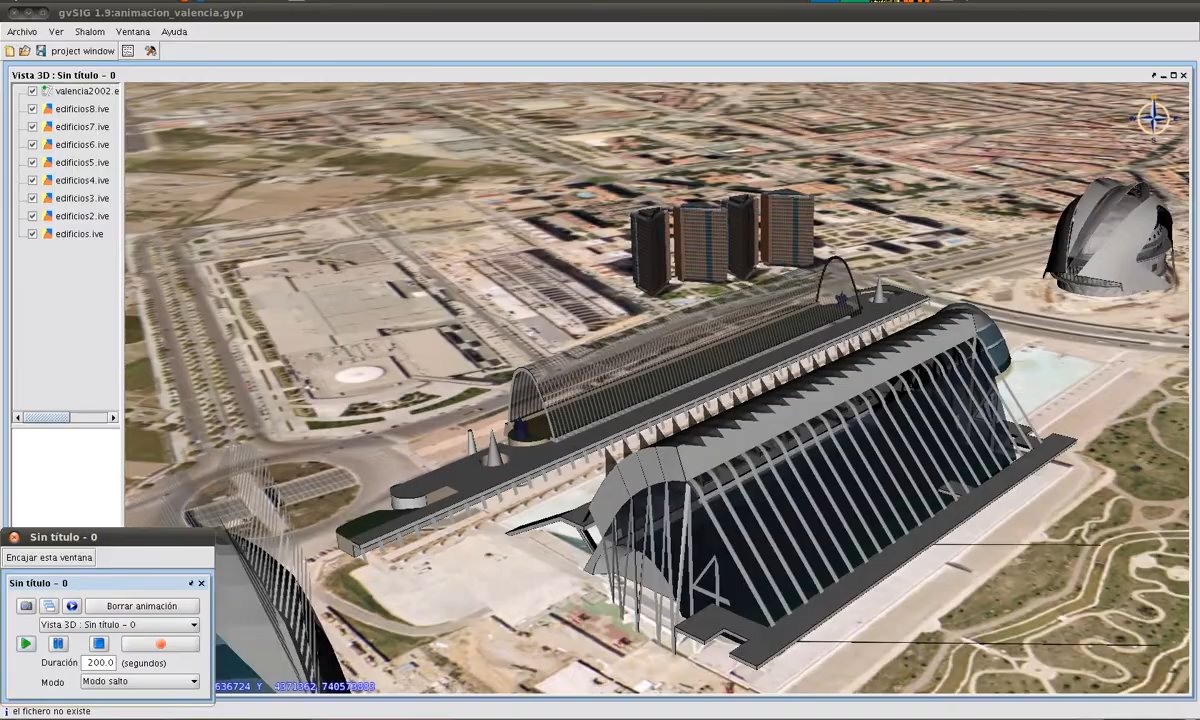 gvSIG 1.9:animacion_valencia.gvp
Archivo Ver Shalom Ventana Ayuda
project window
Vista 3D : Sin título - 0
valencia2002.e
edificios8.ive
edificios7.ive
edificios6.ive
edificios5.ive
edificios4.ive
edificios3.ive
edificios2.ive
edificios.ive
S
Sin título - 0
Encajar esta ventana
Sin título - 0
Borrar animación
Vista 3D : Sin título - 0
Duración 200.0 (segundos)
Modo Modo salto
636724 Y 4371362.740573883
el fichero no existe